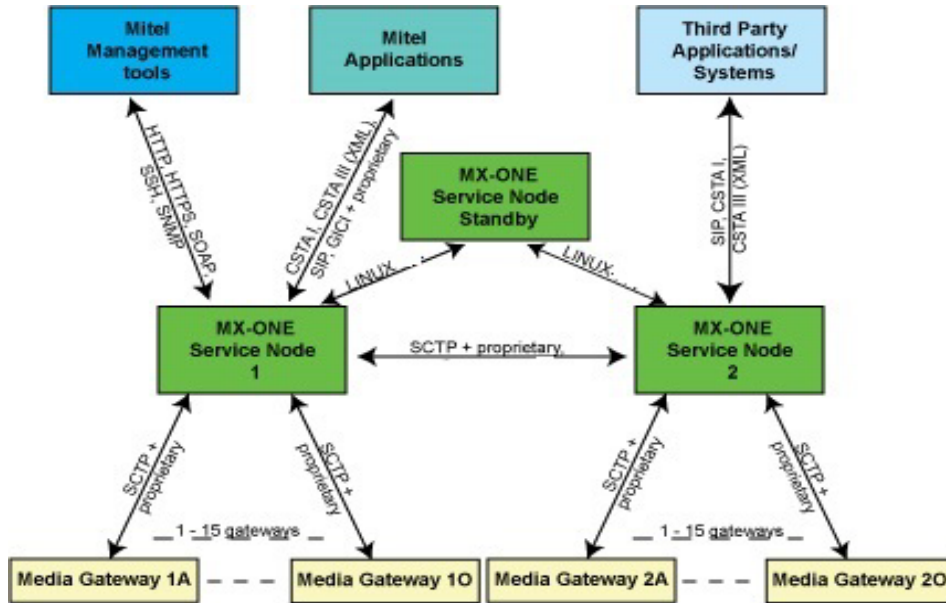 Mitel
Management
tools
Mitel
Applications
Third Party
Applications/
Systems
HTTP, HTTPS, SOAP,
SSH, SNMP
CSTA I, CSTA III (XML),
SIP, GICI + proprietary
MX-ONE
Service Node
Standby
SIP, CSTA I,
CSTA III (XML)
LINUX
LINUX
MX-ONE
Service Node
1
SCTP + proprietary,
MX-ONE
Service Node
2
SCTP +
proprietary
SCTP +
proprietary
SCTP +
proprietary
SCTP +
proprietary
1 - 15 gateways
1 - 15 gateways
Media Gateway 1A
Media Gateway 1O
Media Gateway 2A
Media Gateway 2O